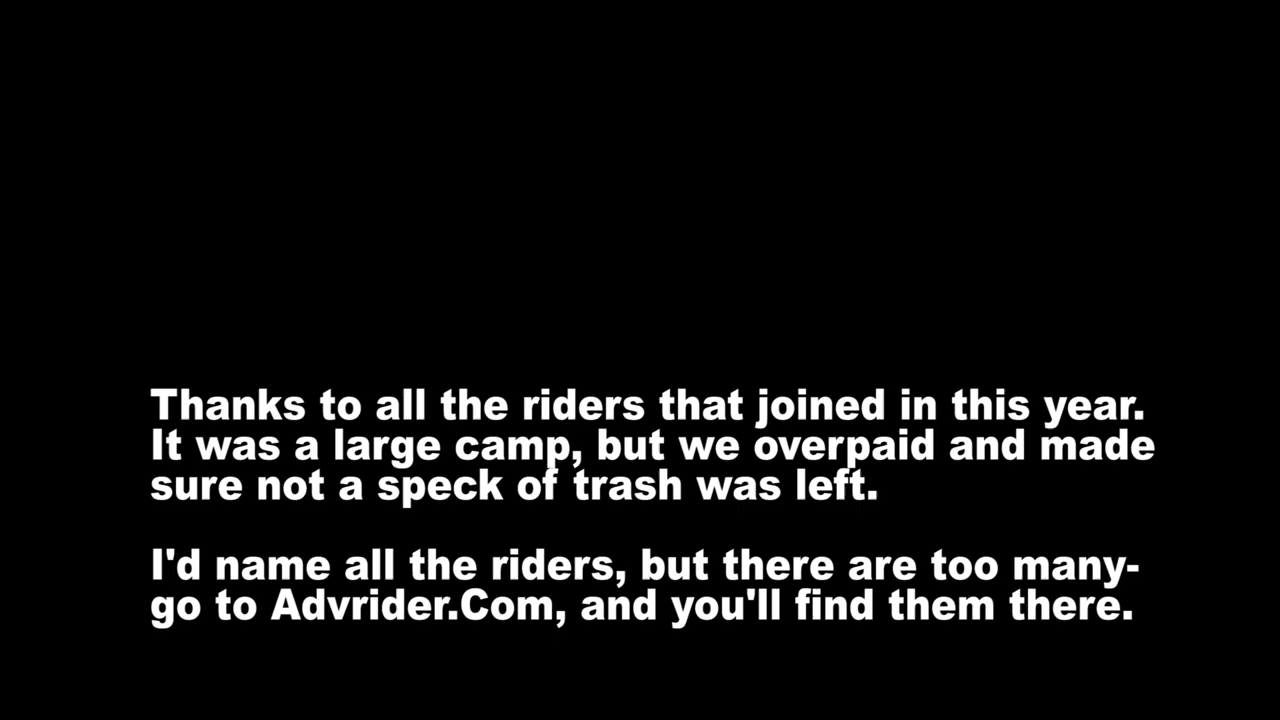 Thanks to all the riders that joined in this year.
It was a large camp, but we overpaid and made
sure not a speck of trash was left.
I'd name all the riders, but there are too many-
go to Advrider.Com, and you'll find them there.